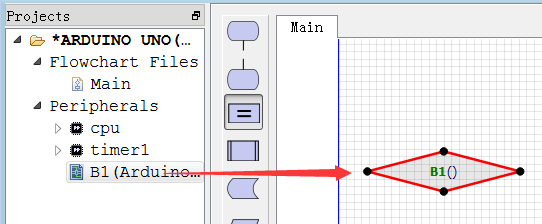 Projects
*ARDUINO UNO(...
Flowchart Files
Main
Peripherals
cpu
timer1
B1(Arduino...
Main
B1()